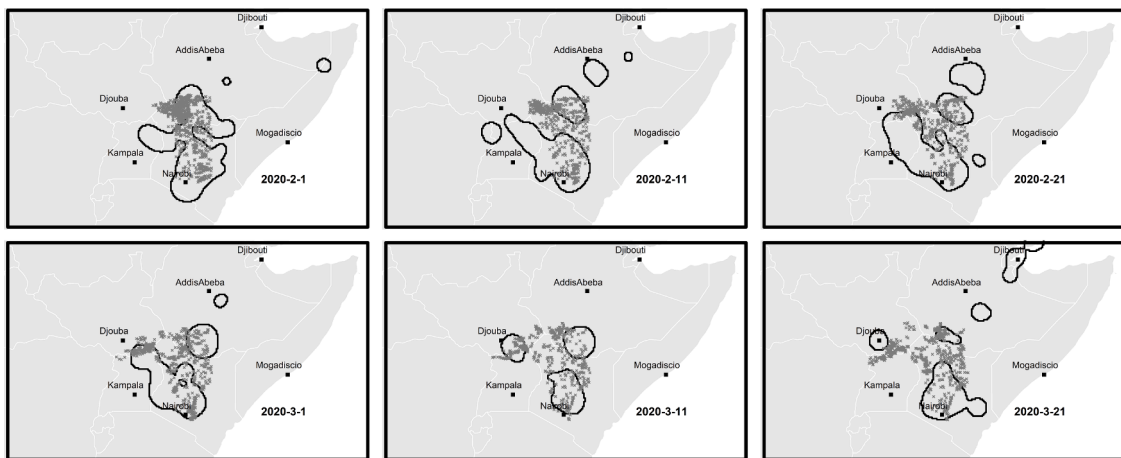 Djibouti
AddisAbeba
Djouba
Mogadiscio
Kampala
Nairobi
2020-2-1
Djibouti
AddisAbeba
Djouba
Mogadiscio
Kampala
Nairobi
2020-2-11
Djibouti
AddisAbeba
Djouba
Mogadiscio
Kampala
Nairobi
2020-2-21
Djibouti
AddisAbeba
Djouba
Mogadiscio
Kampala
Nairobi
2020-3-1
Djibouti
AddisAbeba
Djouba
Mogadiscio
Kampala
Nairobi
2020-3-11
Djibouti
AddisAbeba
Djouba
Mogadiscio
Kampala
Nairobi
2020-3-21